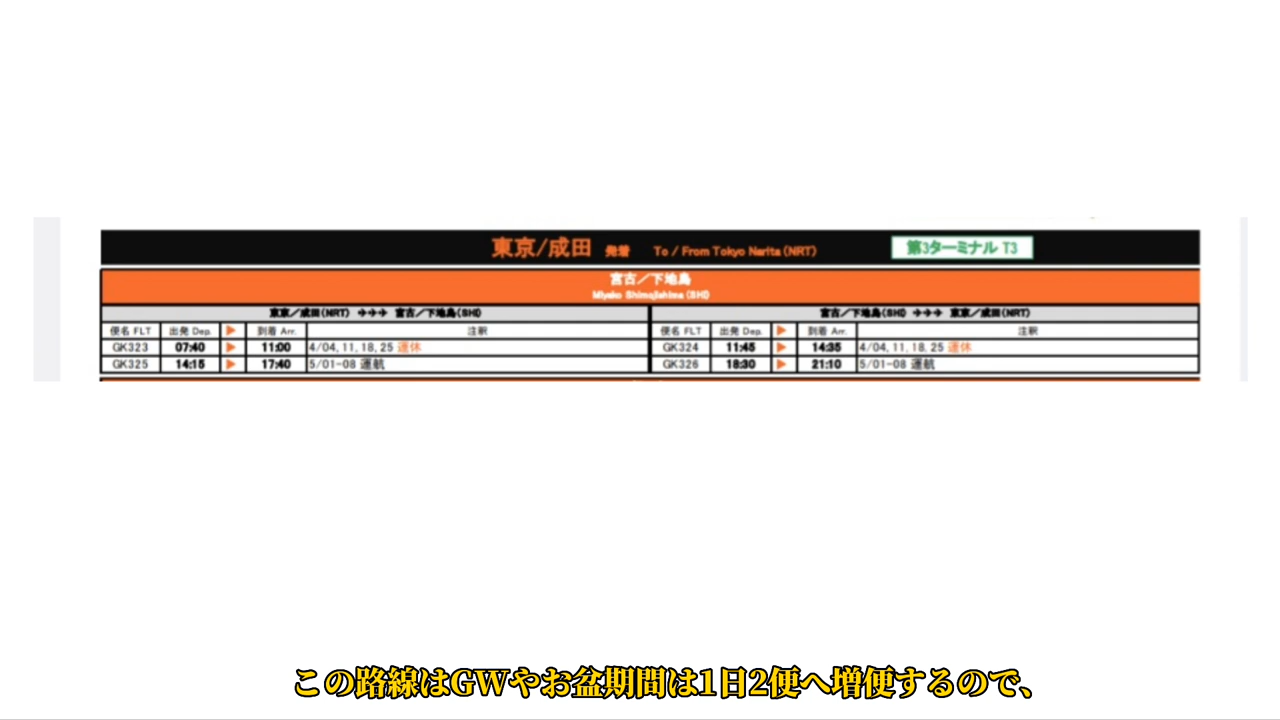 東京/成田 発着 To / From Tokyo Narita (NRT) 第3ターミナル T3
宮古／下地島
Miyako Shimojishima (SHI)
東京／成田(NRT) →→→ 宮古／下地島(SHI) 宮古／下地島(SHI) →→→ 東京／成田(NRT)
便名 FLT 出発 Dep. ▶ 到着 Arr. 注釈 便名 FLT 出発 Dep. ▶ 到着 Arr. 注釈
GK323 07:40 ▶ 11:00 4/04, 11, 18, 25 運休 GK324 11:45 ▶ 14:35 4/04, 11, 18, 25 運休
GK325 14:15 ▶ 17:40 5/01-08 運航 GK326 18:30 ▶ 21:10 5/01-08 運航
この路線はGWやお盆期間は1日2便へ増便するので、